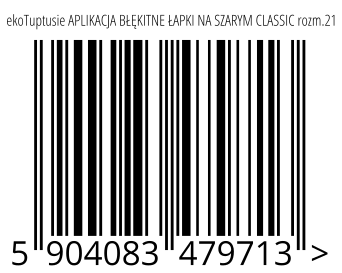 ekoTuptusie APLIKACJA BŁĘKITNE ŁAPKI NA SZARYM CLASSIC rozm.21
5 904083 479713 >